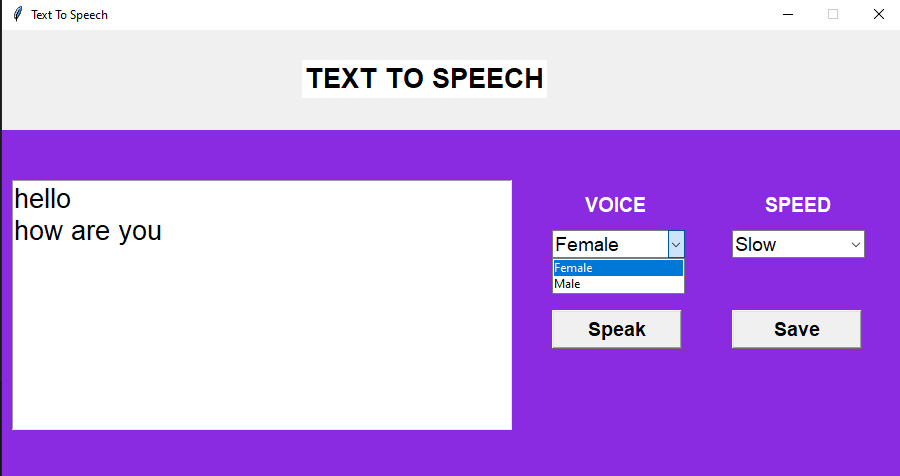 Text To Speech
TEXT TO SPEECH
hello
how are you
VOICE
SPEED
Female
Slow
Female
Male
Speak
Save